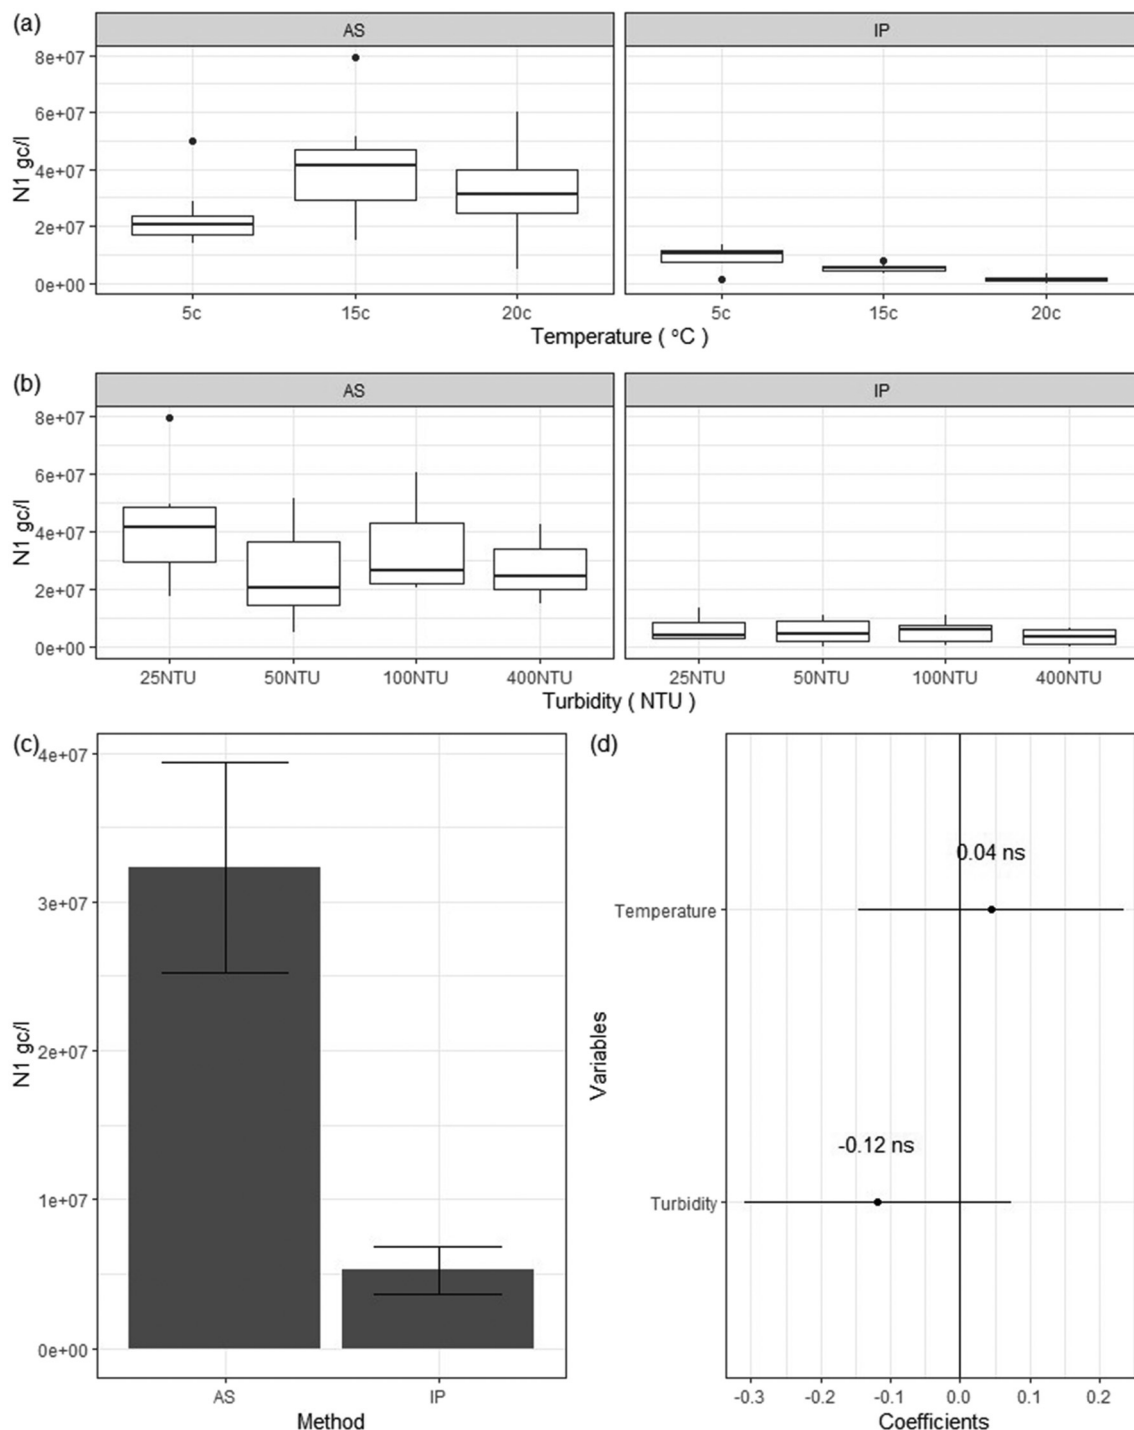 (a)
AS
IP
8e+07
6e+07
4e+07
2e+07
0e+00
N1 gc/l
5c
15c
20c
5c
15c
20c
Temperature ( °C )
(b)
AS
IP
8e+07
6e+07
4e+07
2e+07
0e+00
N1 gc/l
25NTU
50NTU
100NTU
400NTU
25NTU
50NTU
100NTU
400NTU
Turbidity ( NTU )
(c)
4e+07
3e+07
2e+07
1e+07
0e+00
N1 gc/l
AS
IP
Method
(d)
0.04 ns
Temperature
Variables
-0.12 ns
Turbidity
-0.3
-0.2
-0.1
0.0
0.1
0.2
Coefficients